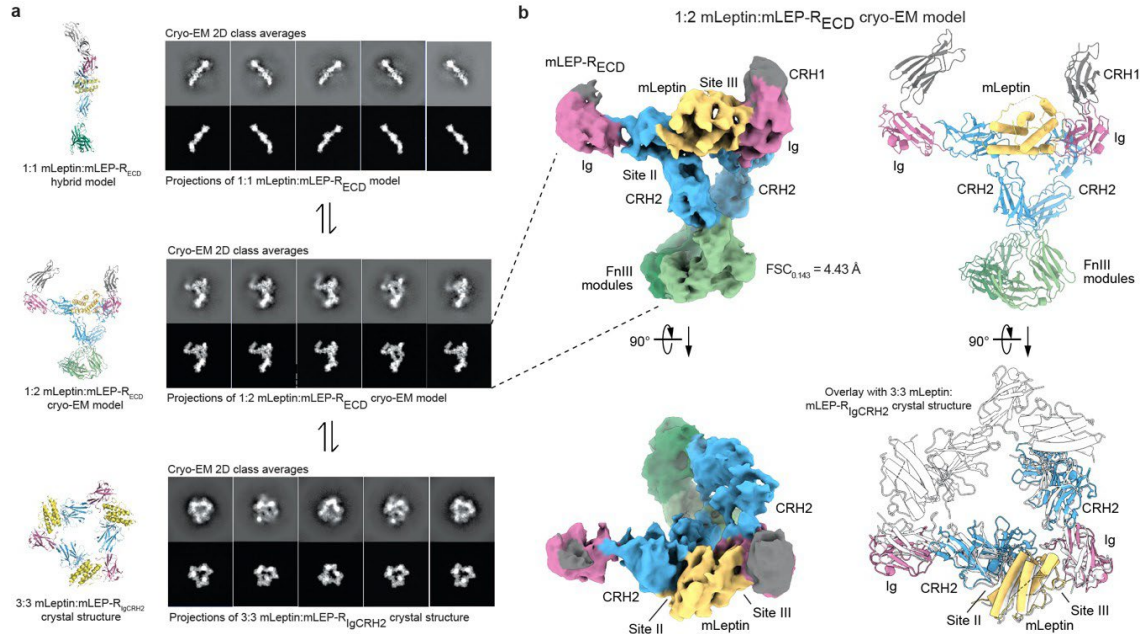 a
1:1 mLeptin:mLEP-RECD
hybrid model
Cryo-EM 2D class averages
Projections of 1:1 mLeptin:mLEP-RECD model
1:2 mLeptin:mLEP-RECD
cryo-EM model
Cryo-EM 2D class averages
Projections of 1:2 mLeptin:mLEP-RECD cryo-EM model
3:3 mLeptin:mLEP-RIgCRH2
crystal structure
Cryo-EM 2D class averages
Projections of 3:3 mLeptin:mLEP-RIgCRH2 crystal structure
b
1:2 mLeptin:mLEP-RECD cryo-EM model
mLEP-RECD
mLeptin
Site III
CRH1
Ig
Site II
CRH2
CRH2
FnIII
modules
FSC0.143 = 4.43 Å
90°
CRH2
Site II
mLeptin
Site III
mLeptin
CRH1
Ig
Ig
CRH2
CRH2
FnIII
modules
90°
Overlay with 3:3 mLeptin:
mLEP-RIgCRH2 crystal structure
CRH2
Ig
Ig
CRH2
Site II
mLeptin
Site III